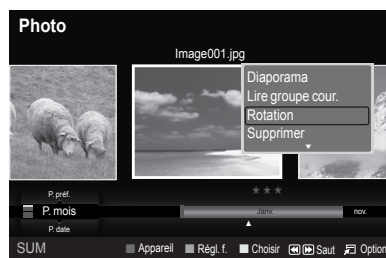 Photo
Image001.jpg
Diaporama
Lire groupe cour.
Rotation
Supprimer
P. préf.
P. mois
Janv.
nov.
P. date
SUM
Appareil
Régl. f.
Choisir
Saut
Option